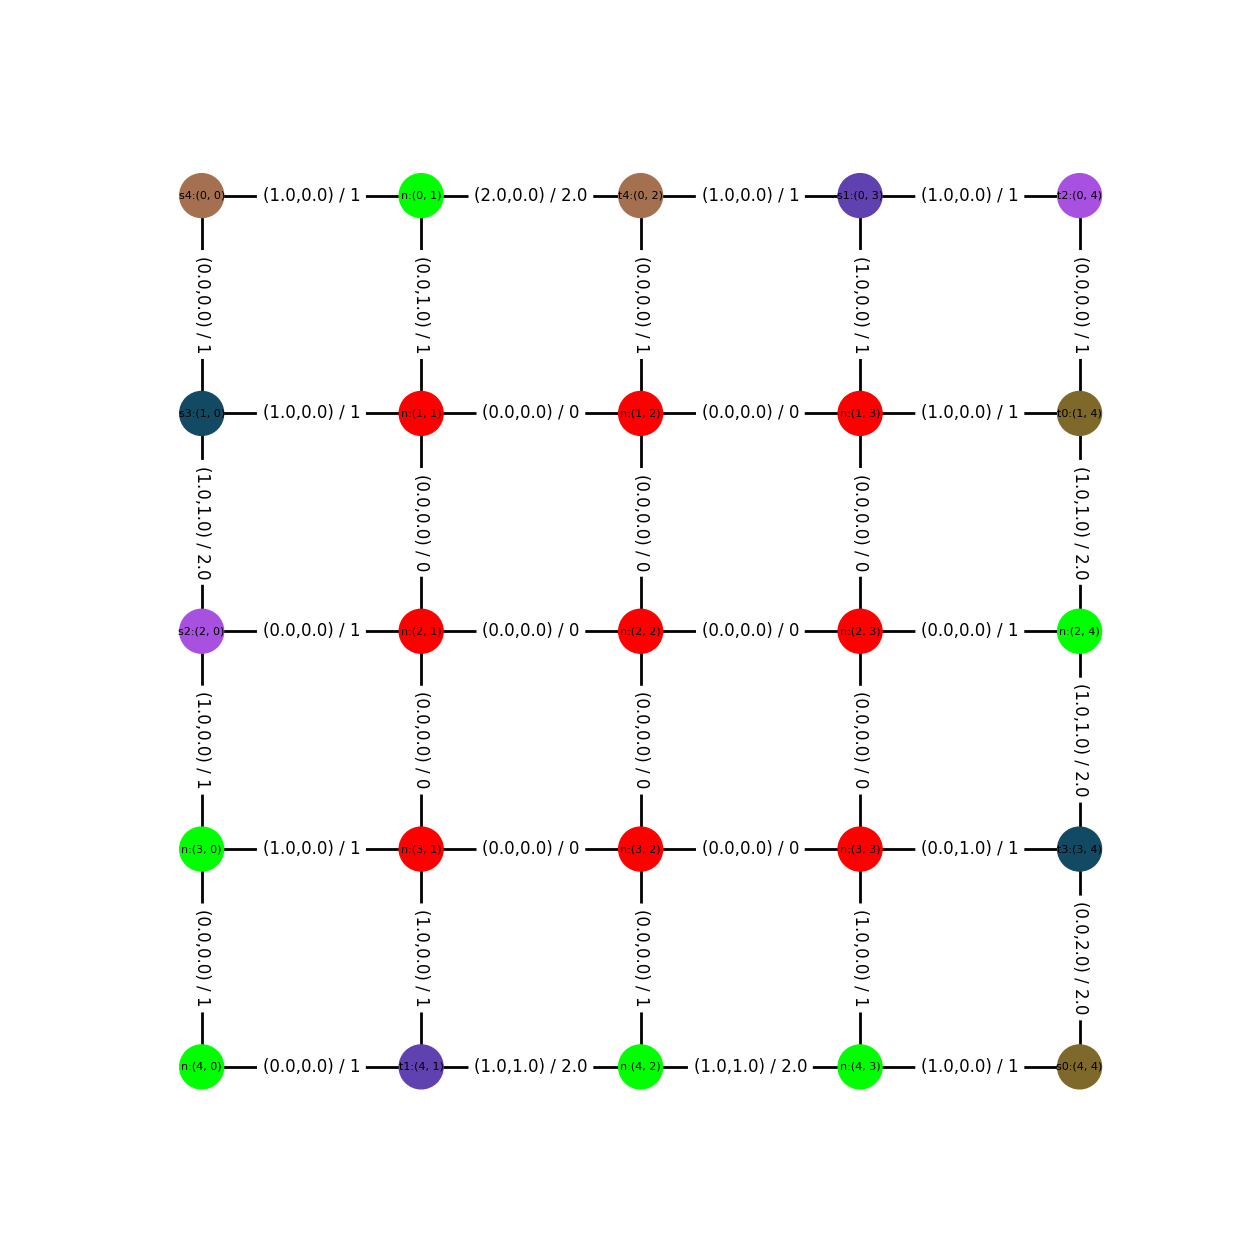 s4:(0, 0) (1.0,0.0) / 1 n:(0, 1) (2.0,0.0) / 2.0 t4:(0, 2) (1.0,0.0) / 1 s1:(0, 3) (1.0,0.0) / 1 t2:(0, 4)
(0.0,0.0) / 1 (0.0,1.0) / 1 (0.0,0.0) / 1 (1.0,0.0) / 1 (0.0,0.0) / 1
s3:(1, 0) (1.0,0.0) / 1 n:(1, 1) (0.0,0.0) / 0 n:(1, 2) (0.0,0.0) / 0 n:(1, 3) (1.0,0.0) / 1 t0:(1, 4)
(1.0,1.0) / 2.0 (0.0,0.0) / 0 (0.0,0.0) / 0 (0.0,0.0) / 0 (1.0,1.0) / 2.0
s2:(2, 0) (0.0,0.0) / 1 n:(2, 1) (0.0,0.0) / 0 n:(2, 2) (0.0,0.0) / 0 n:(2, 3) (0.0,0.0) / 1 n:(2, 4)
(1.0,0.0) / 1 (0.0,0.0) / 0 (0.0,0.0) / 0 (0.0,0.0) / 0 (1.0,1.0) / 2.0
n:(3, 0) (1.0,0.0) / 1 n:(3, 1) (0.0,0.0) / 0 n:(3, 2) (0.0,0.0) / 0 n:(3, 3) (0.0,1.0) / 1 t3:(3, 4)
(0.0,0.0) / 1 (1.0,0.0) / 1 (0.0,0.0) / 1 (1.0,0.0) / 1 (0.0,2.0) / 2.0
n:(4, 0) (0.0,0.0) / 1 t1:(4, 1) (1.0,1.0) / 2.0 n:(4, 2) (1.0,1.0) / 2.0 n:(4, 3) (1.0,0.0) / 1 s0:(4, 4)